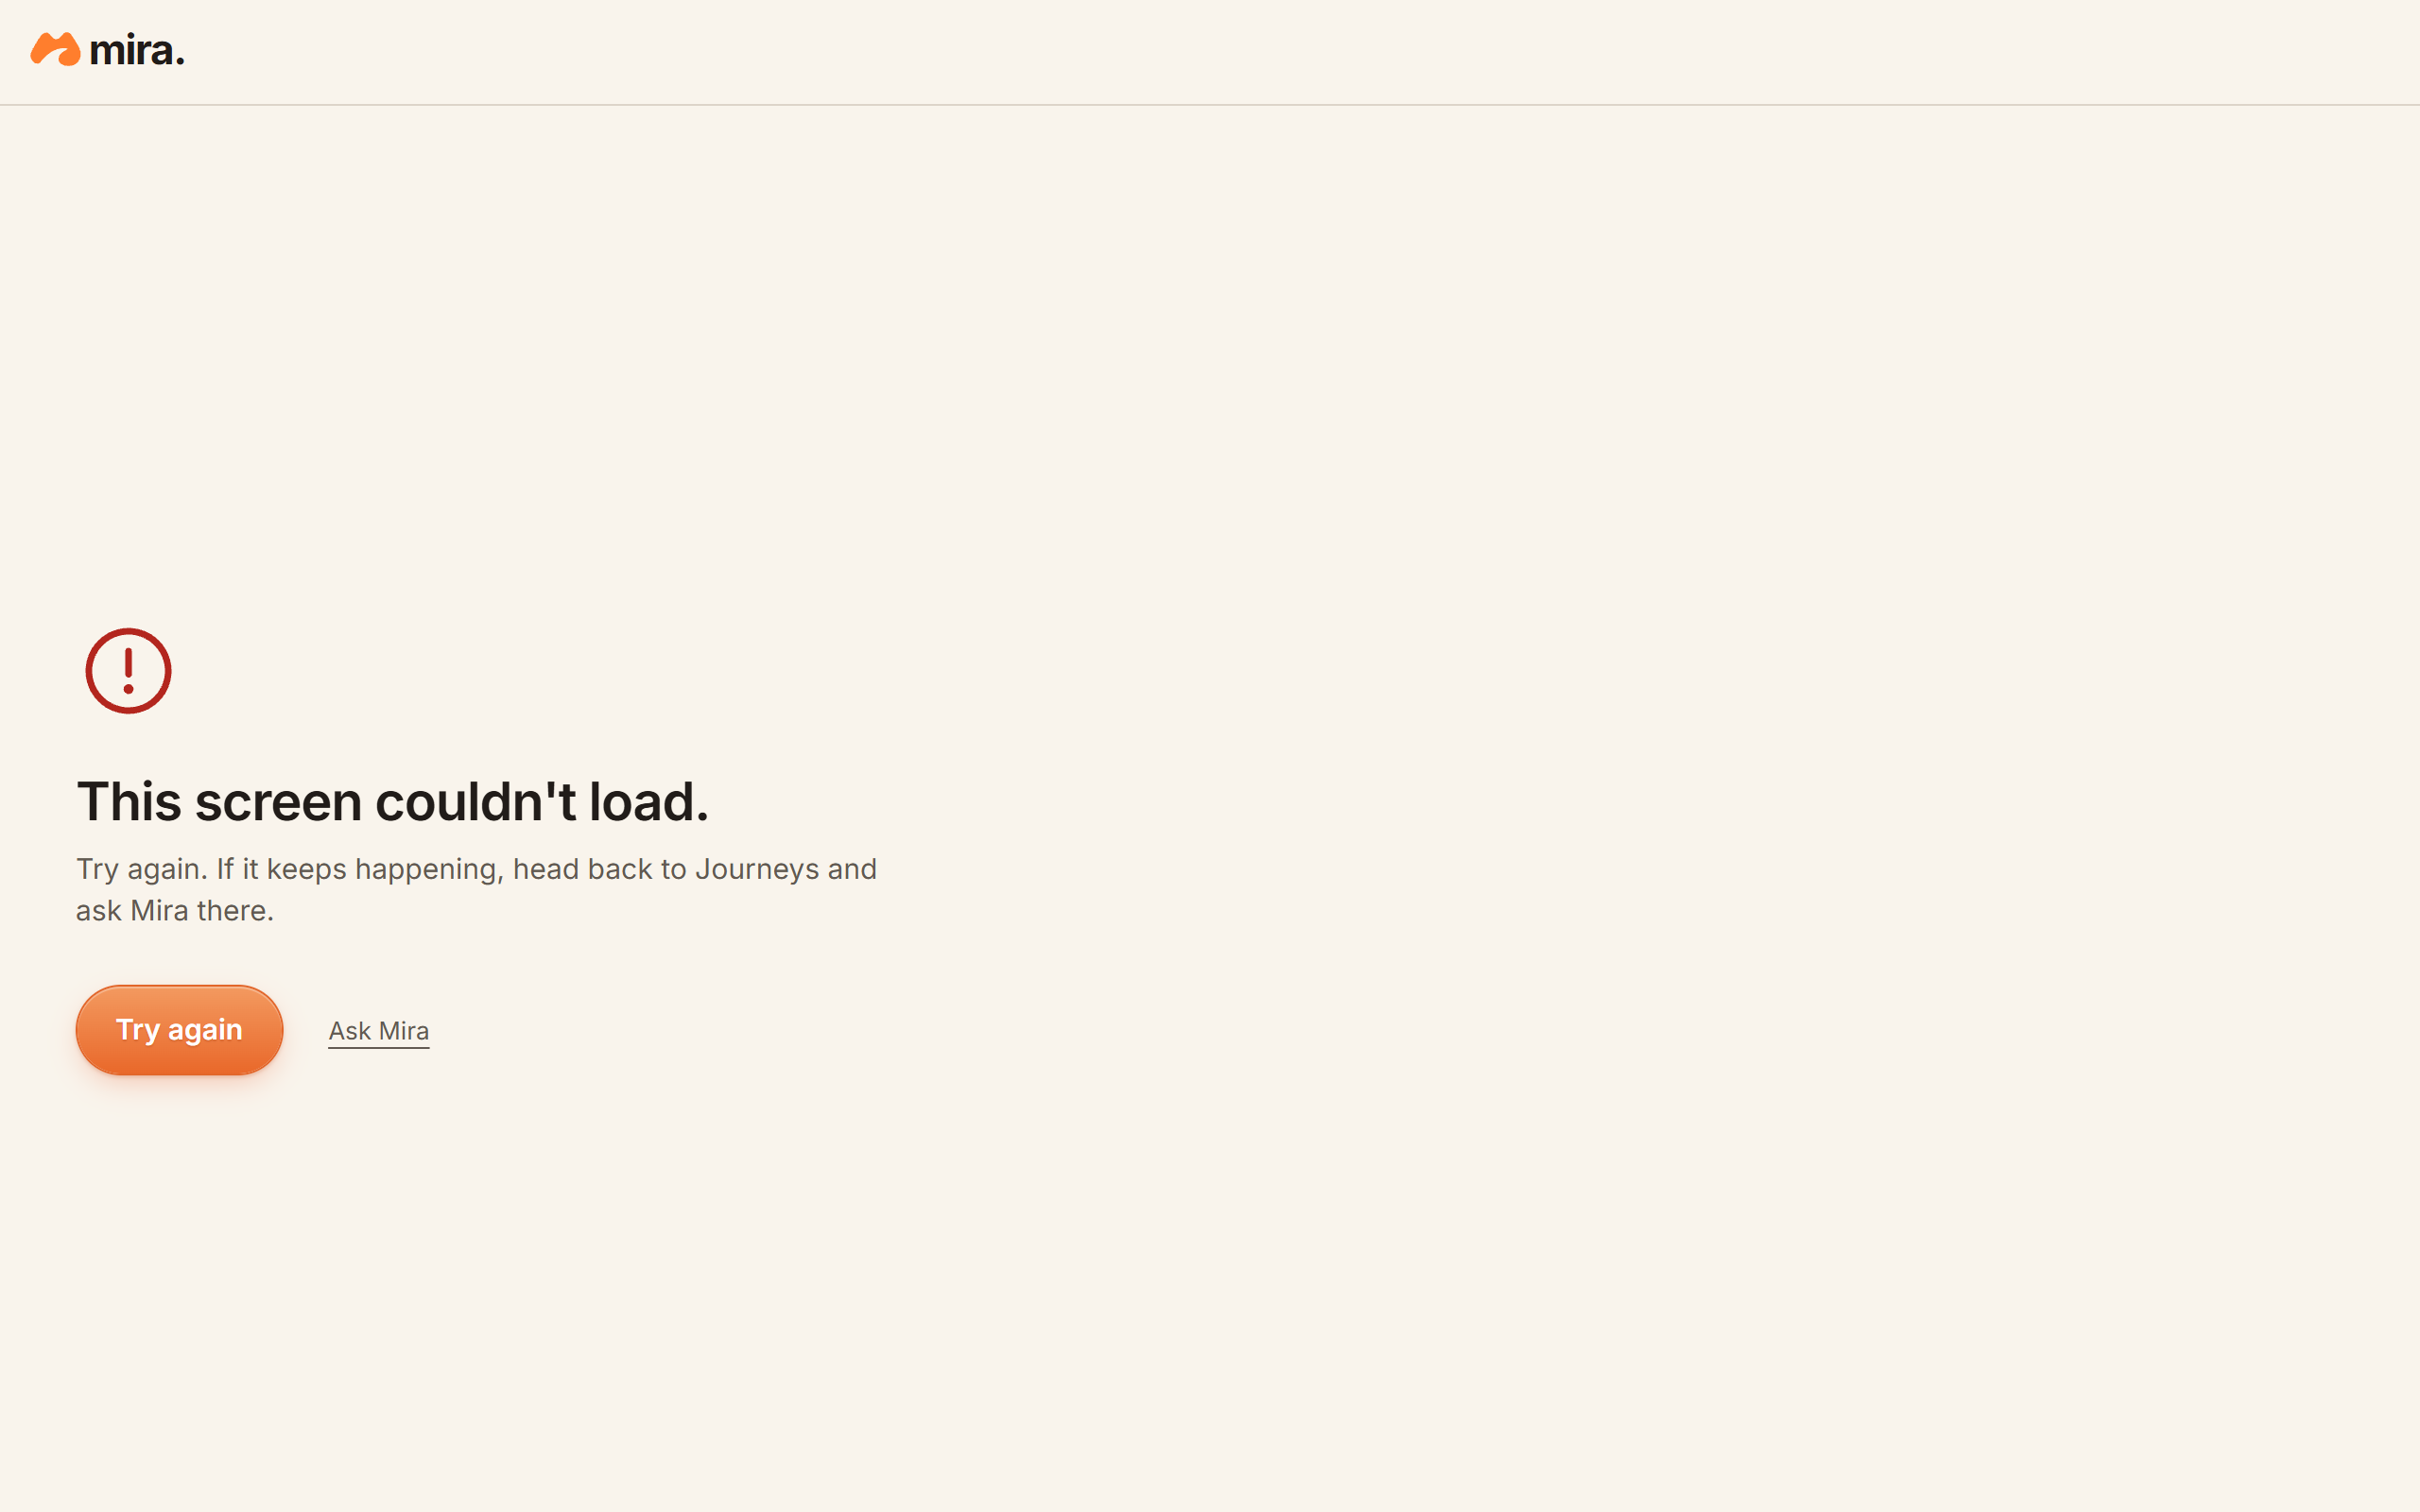 mira.
This screen couldn't load.
Try again. If it keeps happening, head back to Journeys and
ask Mira there.
Try again
Ask Mira